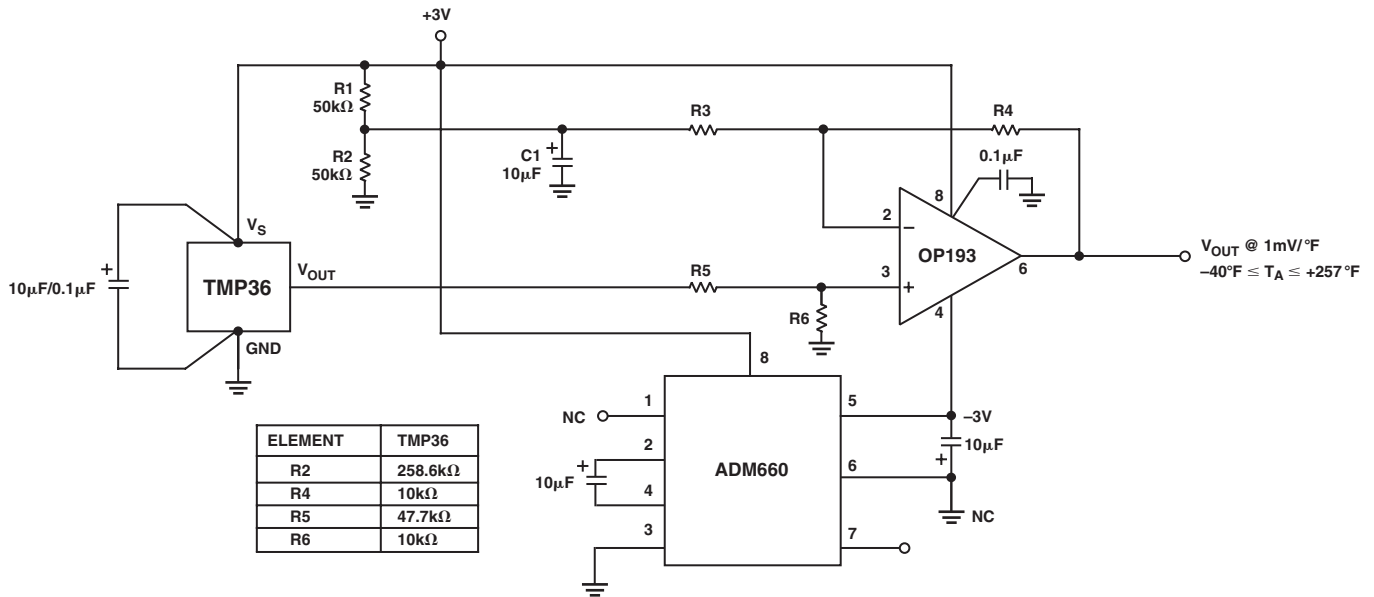 +3V
R1
50kΩ
R3
R4
R2
50kΩ
C1
10μF
+
0.1μF
8
VS
2
−
OP193
VOUT @ 1mV/°F
−40°F ≤ TA ≤ +257°F
6
+
10μF/0.1μF
TMP36
VOUT
R5
3
+
R6
4
GND
8
NC
1
5
−3V
ELEMENT TMP36
R2 258.6kΩ
R4 10kΩ
R5 47.7kΩ
R6 10kΩ
2
+
10μF
4
ADM660
10μF
+
6
NC
3
7